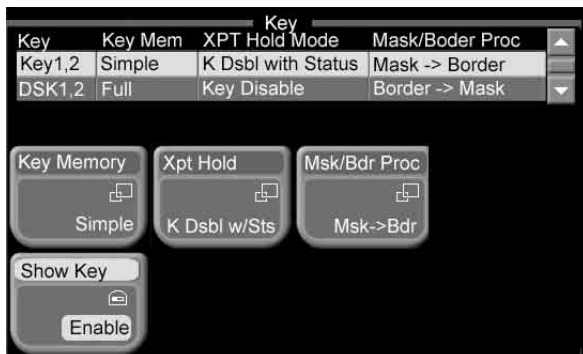 Key
Key Key Mem XPT Hold Mode Mask/Boder Proc
Key1,2 Simple K Dsbl with Status Mask -> Border
DSK1,2 Full Key Disable Border -> Mask
Key Memory Xpt Hold Msk/Bdr Proc
Simple K Dsbl w/Sts Msk->Bdr
Show Key
Enable